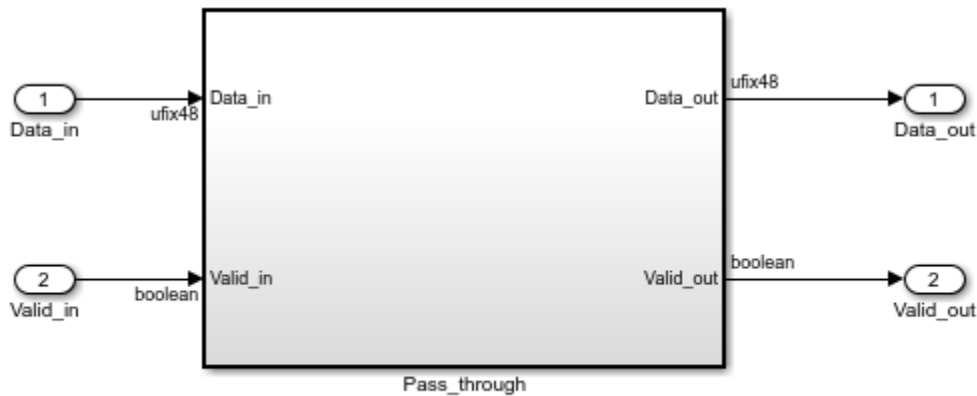 1
Data_in
ufix48
Data_in
Data_out
ufix48
1
Data_out
2
Valid_in
boolean
Valid_in
Valid_out
boolean
2
Valid_out
Pass_through